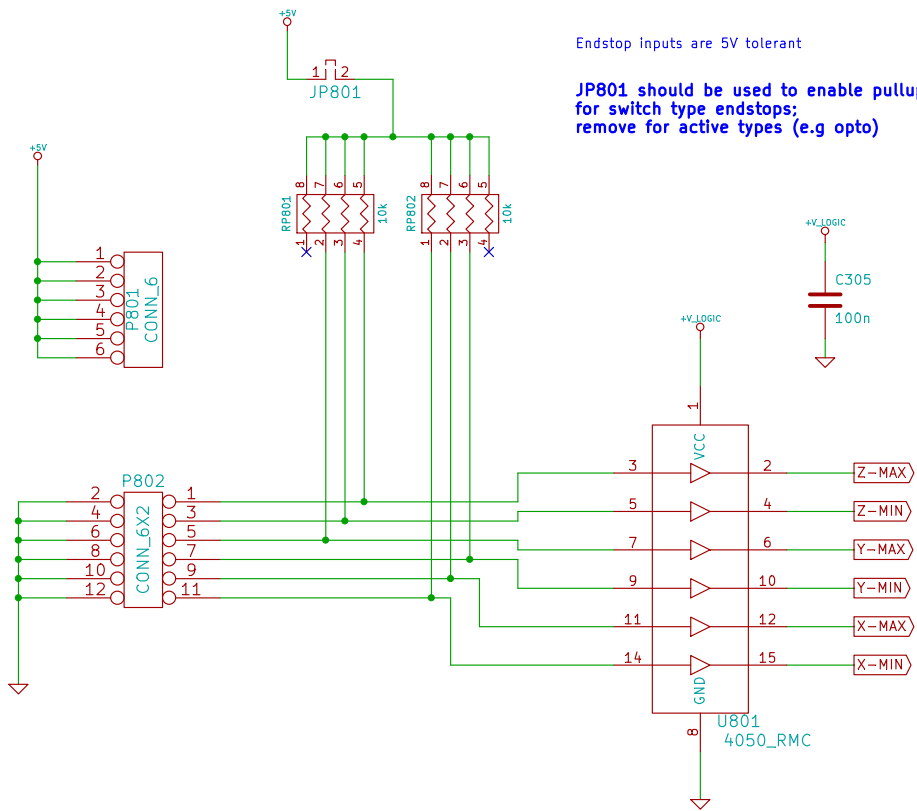 +5V
Endstop inputs are 5V tolerant
1 2
JP801
JP801 should be used to enable pullup
for switch type endstops;
remove for active types (e.g opto)
+5V
8 7 6 5
RP801
10k
1 2 3 4
8 7 6 5
RP802
10k
1 2 3 4
+V_LOGIC
C305
100n
1
2
3
4
5
6
P801
CONN_6
+V_LOGIC
1
VCC
3 2 Z-MAX
5 4 Z-MIN
7 6 Y-MAX
9 10 Y-MIN
11 12 X-MAX
14 15 X-MIN
GND
8
U801
4050_RMC
P802
CONN_6X2
2 1
4 3
6 5
8 7
10 9
12 11